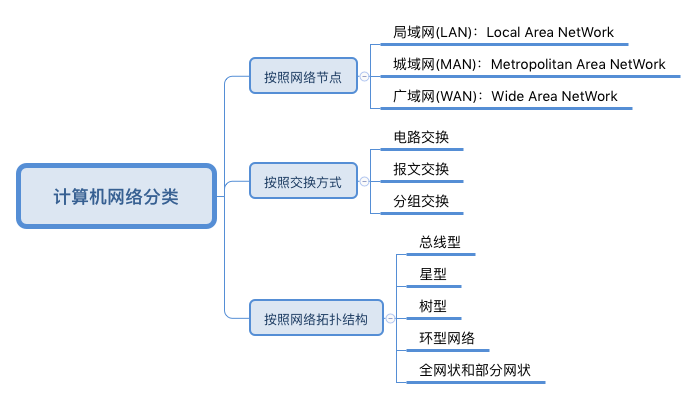 计算机网络分类
按照网络节点
局域网(LAN)：Local Area NetWork
城域网(MAN)：Metropolitan Area NetWork
广域网(WAN)：Wide Area NetWork
按照交换方式
电路交换
报文交换
分组交换
按照网络拓扑结构
总线型
星型
树型
环型网络
全网状和部分网状